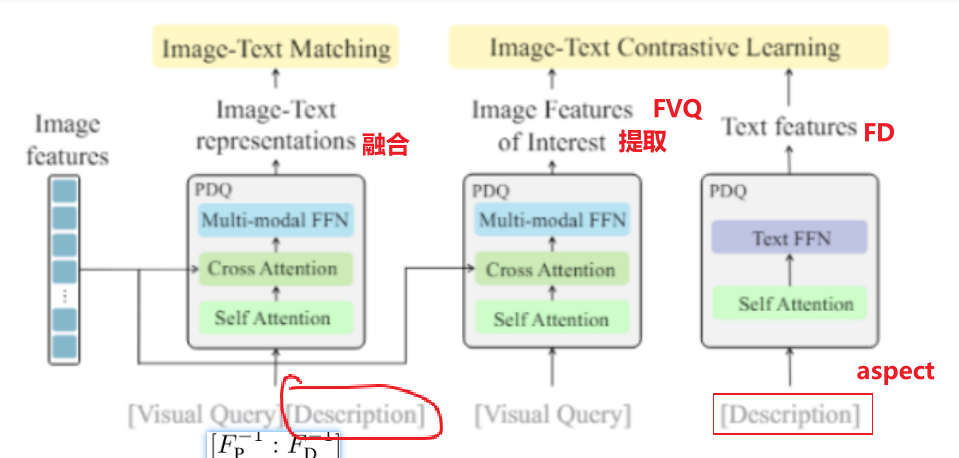 Image-Text Matching
Image-Text Contrastive Learning
Image
features
Image-Text
representations 融合
Image Features
of Interest
FVQ
提取
Text features FD
PDQ
Multi-modal FFN
Cross Attention
Self Attention
PDQ
Multi-modal FFN
Cross Attention
Self Attention
PDQ
Text FFN
Self Attention
aspect
[Visual Query][Description]
[Visual Query]
[Description]
[F_P^{-1} : F_D^{-1}]